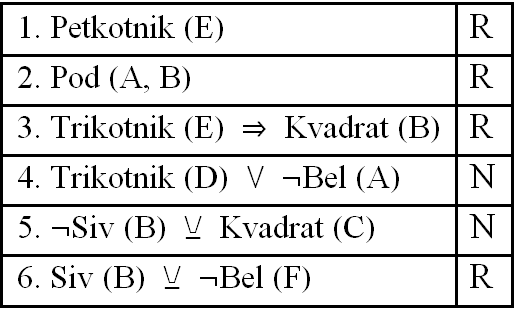 1. Petkotnik (E) R
2. Pod (A, B) R
3. Trikotnik (E) ⇒ Kvadrat (B) R
4. Trikotnik (D) ∨ ¬Bel (A) N
5. ¬Siv (B) ⊻ Kvadrat (C) N
6. Siv (B) ⊻ ¬Bel (F) R